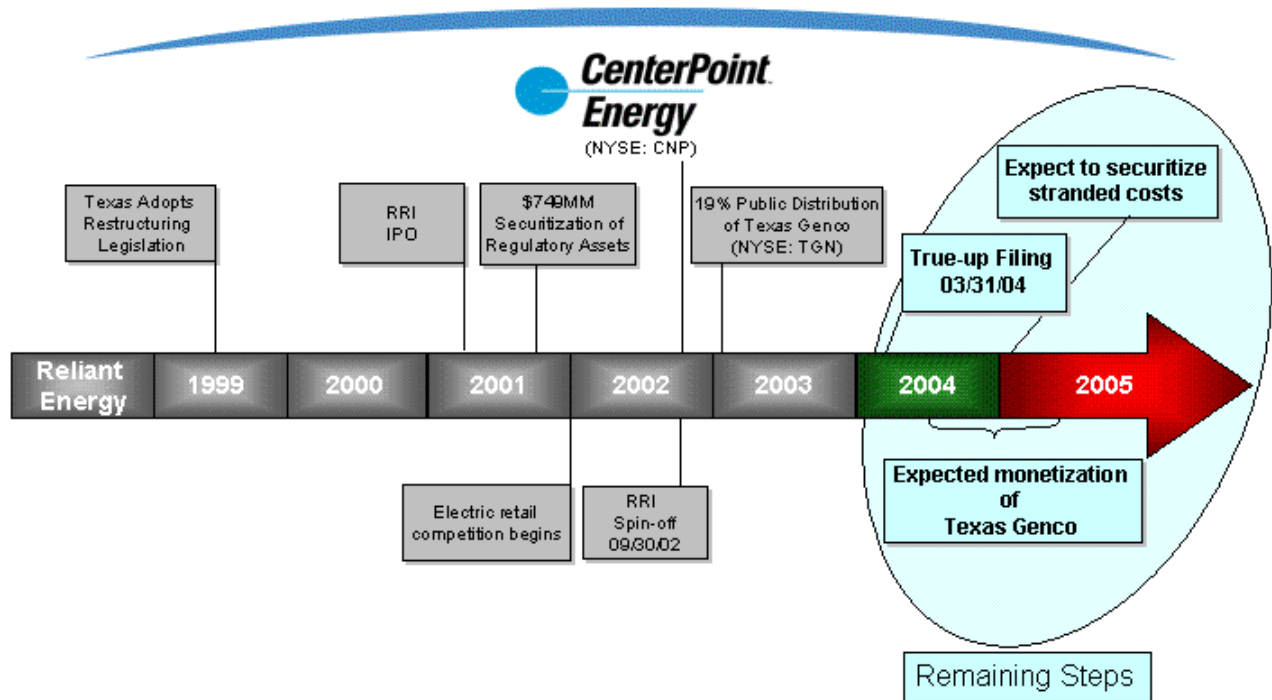 CenterPoint
Energy
(NYSE: CNP)
Texas Adopts
Restructuring
Legislation
RRI
IPO
$749MM
Securitization of
Regulatory Assets
19% Public Distribution
of Texas Genco
(NYSE: TGN)
Expect to securitize
stranded costs
True-up Filing
03/31/04
Reliant
Energy
1999
2000
2001
2002
2003
2004
2005
Electric retail
competition begins
RRI
Spin-off
09/30/02
Expected monetization
of
Texas Genco
Remaining Steps